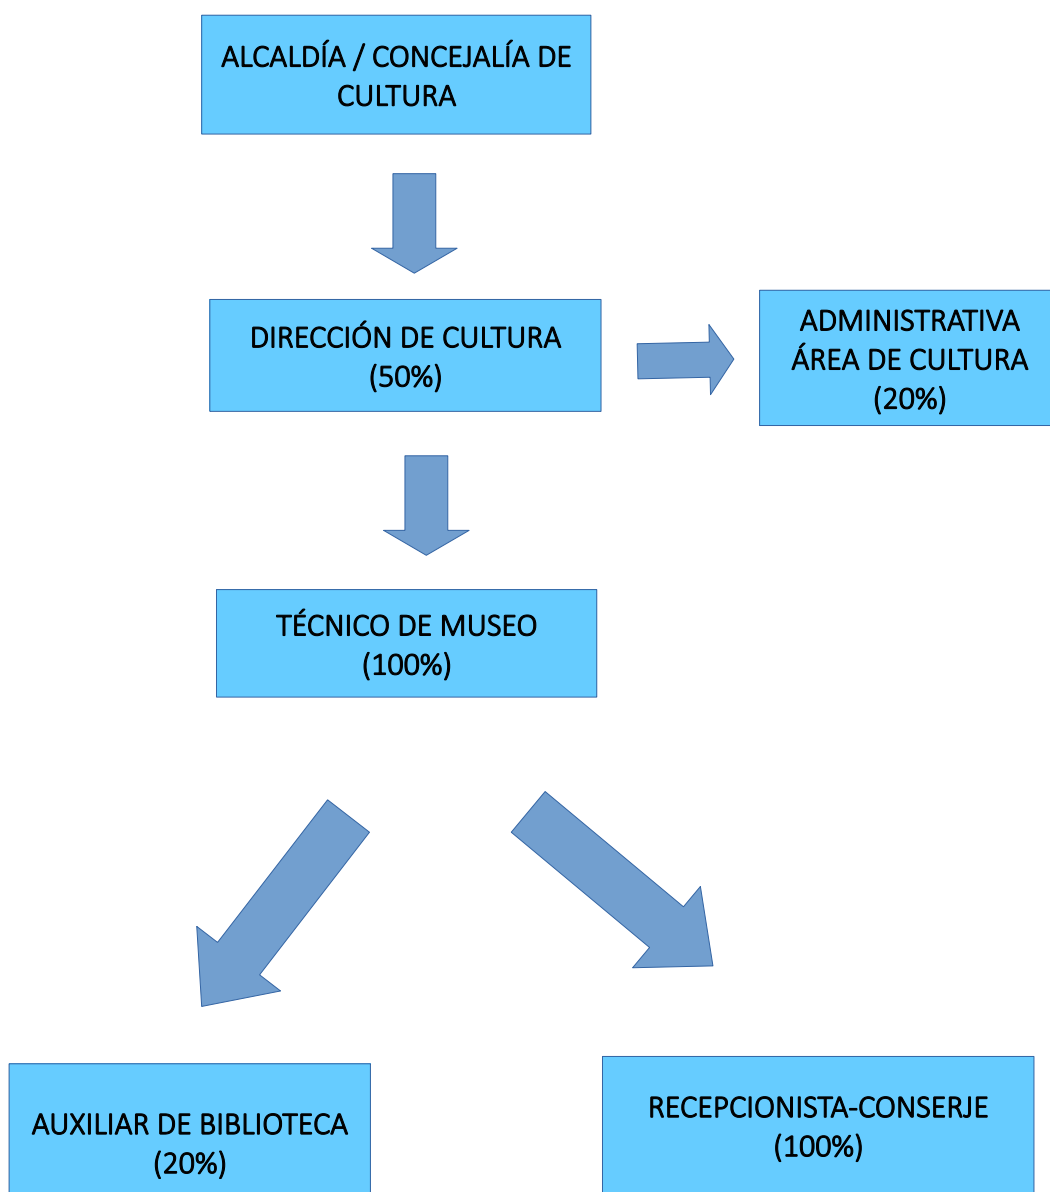 ALCALDÍA / CONCEJALÍA DE
CULTURA
DIRECCIÓN DE CULTURA
(50%)
ADMINISTRATIVA
ÁREA DE CULTURA
(20%)
TÉCNICO DE MUSEO
(100%)
AUXILIAR DE BIBLIOTECA
(20%)
RECEPCIONISTA-CONSERJE
(100%)